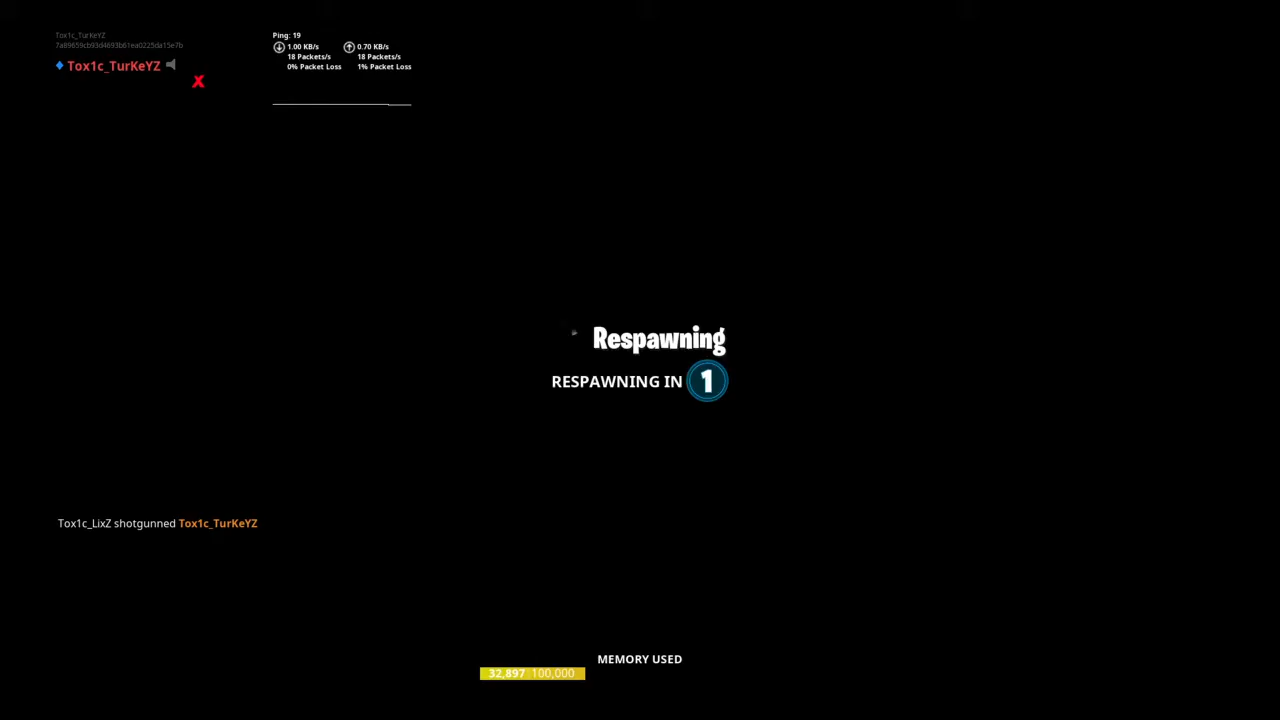 Tox1c_TurKeYZ
7a89659cb93d4693b61ea0225da15e7b
Tox1c_TurKeYZ
X
Ping: 19
1.00 KB/s 0.70 KB/s
18 Packets/s 18 Packets/s
0% Packet Loss 1% Packet Loss
Respawning
RESPAWNING IN 1
Tox1c_LixZ shotgunned Tox1c_TurKeYZ
MEMORY USED
32,897 100,000